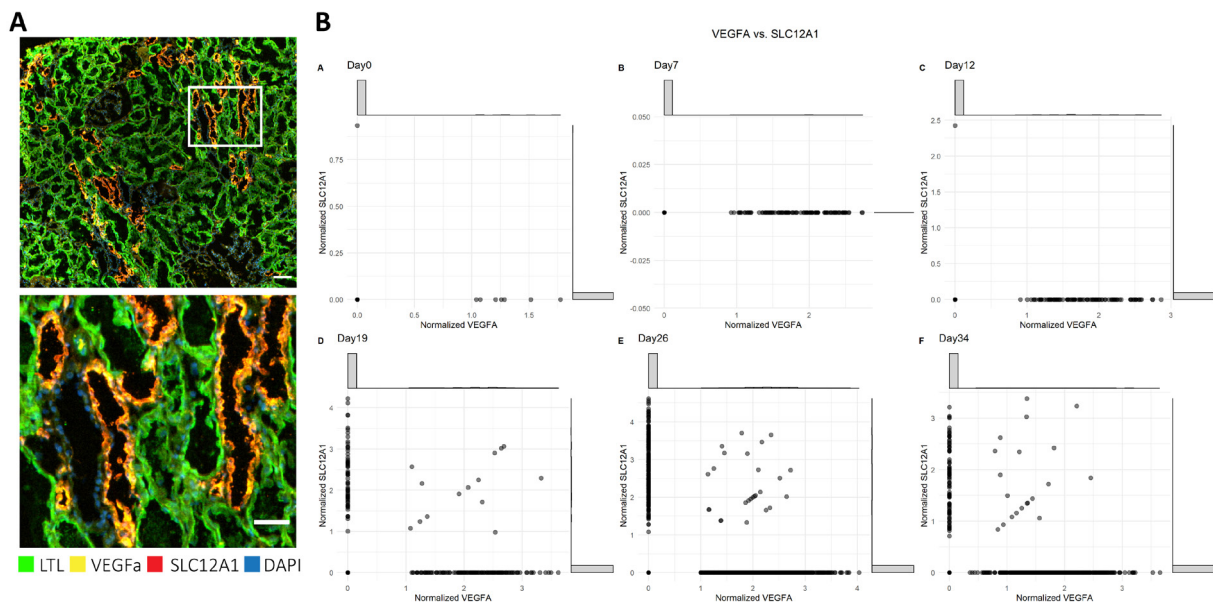 A
B
LTL VEGFa SLC12A1 DAPI
VEGFA vs. SLC12A1
A Day0
0.75
0.50
0.25
0.00
Normalized SLC12A1
0.0 0.5 1.0 1.5
Normalized VEGFA
B Day7
0.050
0.025
0.000
-0.025
-0.050
Normalized SLC12A1
0 1 2
Normalized VEGFA
C Day12
2.5
2.0
1.5
1.0
0.5
0.0
Normalized SLC12A1
0 1 2 3
Normalized VEGFA
D Day19
4
3
2
1
0
Normalized SLC12A1
0 1 2 3
Normalized VEGFA
E Day26
4
3
2
1
0
Normalized SLC12A1
0 1 2 3 4
Normalized VEGFA
F Day34
3
2
1
0
Normalized SLC12A1
0 1 2 3
Normalized VEGFA